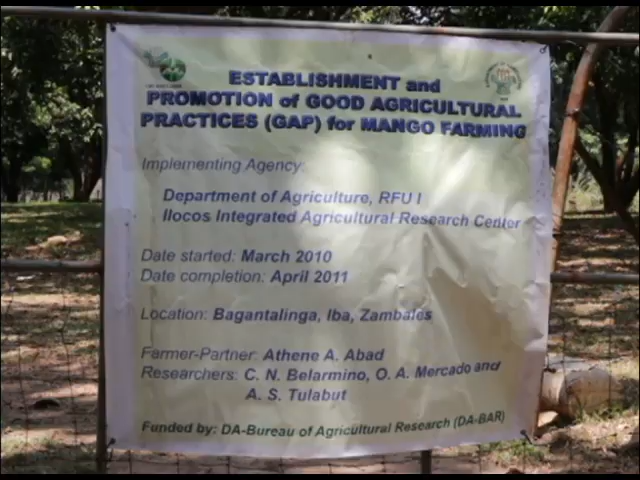 ESTABLISHMENT and
PROMOTION of GOOD AGRICULTURAL
PRACTICES (GAP) for MANGO FARMING
Implementing Agency:
Department of Agriculture, RFU I
Ilocos Integrated Agricultural Research Center
Date started: March 2010
Date completion: April 2011
Location: Bagantalinga, Iba, Zambales
Farmer-Partner: Athene A. Abad
Researchers: C. N. Belarmino, O. A. Mercado and
A. S. Tulabut
Funded by: DA-Bureau of Agricultural Research (DA-BAR)